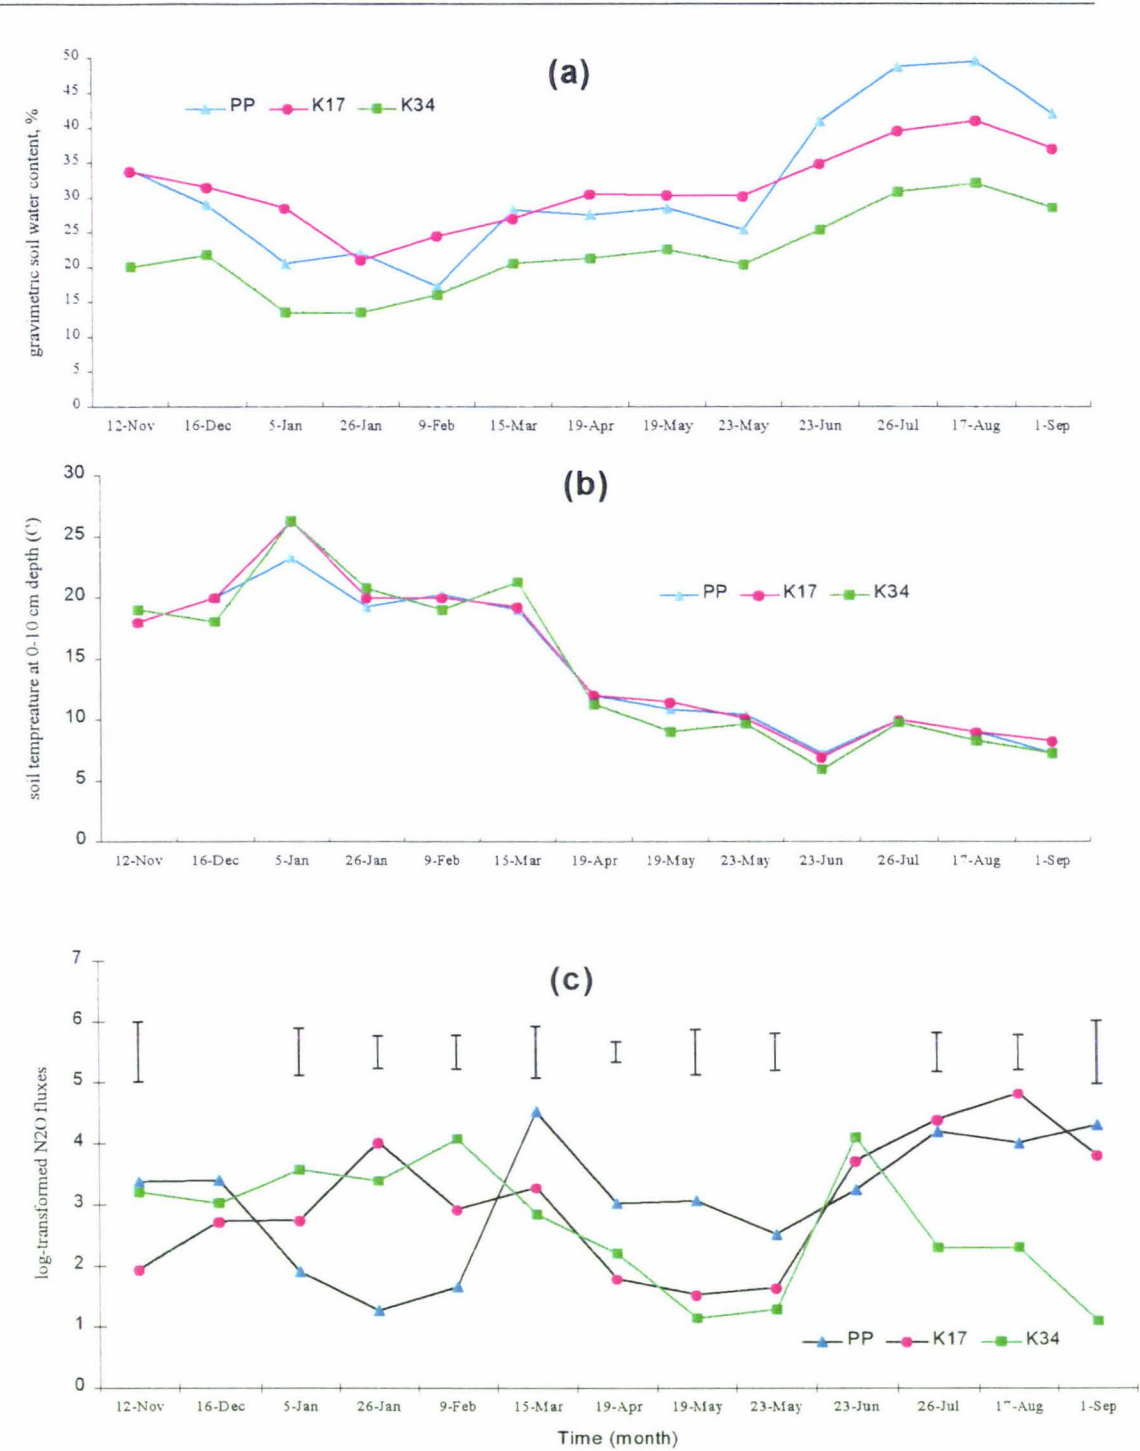 (a)
50
45
40
35
30
25
20
15
10
5
0
gravimetric soil water content, %
PP K17 K34
12-Nov 16-Dec 5-Jan 26-Jan 9-Feb 15-Mar 19-Apr 19-May 23-May 23-Jun 26-Jul 17-Aug 1-Sep
(b)
30
25
20
15
10
5
0
soil tempreature at 0-10 cm depth (C)
PP K17 K34
12-Nov 16-Dec 5-Jan 26-Jan 9-Feb 15-Mar 19-Apr 19-May 23-May 23-Jun 26-Jul 17-Aug 1-Sep
(c)
7
6
5
4
3
2
1
0
log-transformed N2O fluxes
PP K17 K34
12-Nov 16-Dec 5-Jan 26-Jan 9-Feb 15-Mar 19-Apr 19-May 23-May 23-Jun 26-Jul 17-Aug 1-Sep
Time (month)